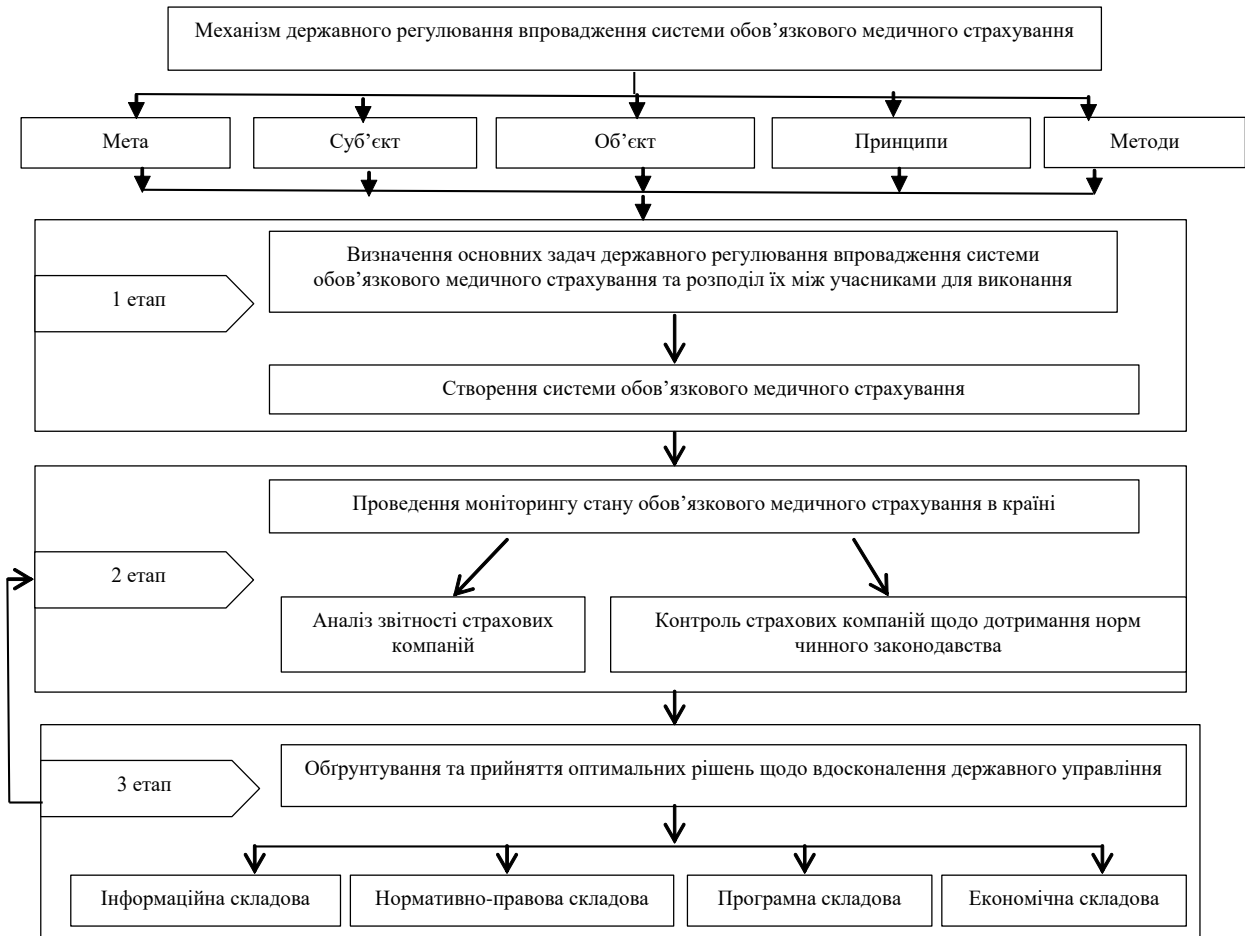 Механізм державного регулювання впровадження системи обов’язкового медичного страхування
Мета
Суб’єкт
Об’єкт
Принципи
Методи
1 етап
Визначення основних задач державного регулювання впровадження системи
обов’язкового медичного страхування та розподіл їх між учасниками для виконання
Створення системи обов’язкового медичного страхування
2 етап
Проведення моніторингу стану обов’язкового медичного страхування в країні
Аналіз звітності страхових
компаній
Контроль страхових компаній щодо дотримання норм
чинного законодавства
3 етап
Обґрунтування та прийняття оптимальних рішень щодо вдосконалення державного управління
Інформаційна складова
Нормативно-правова складова
Програмна складова
Економічна складова